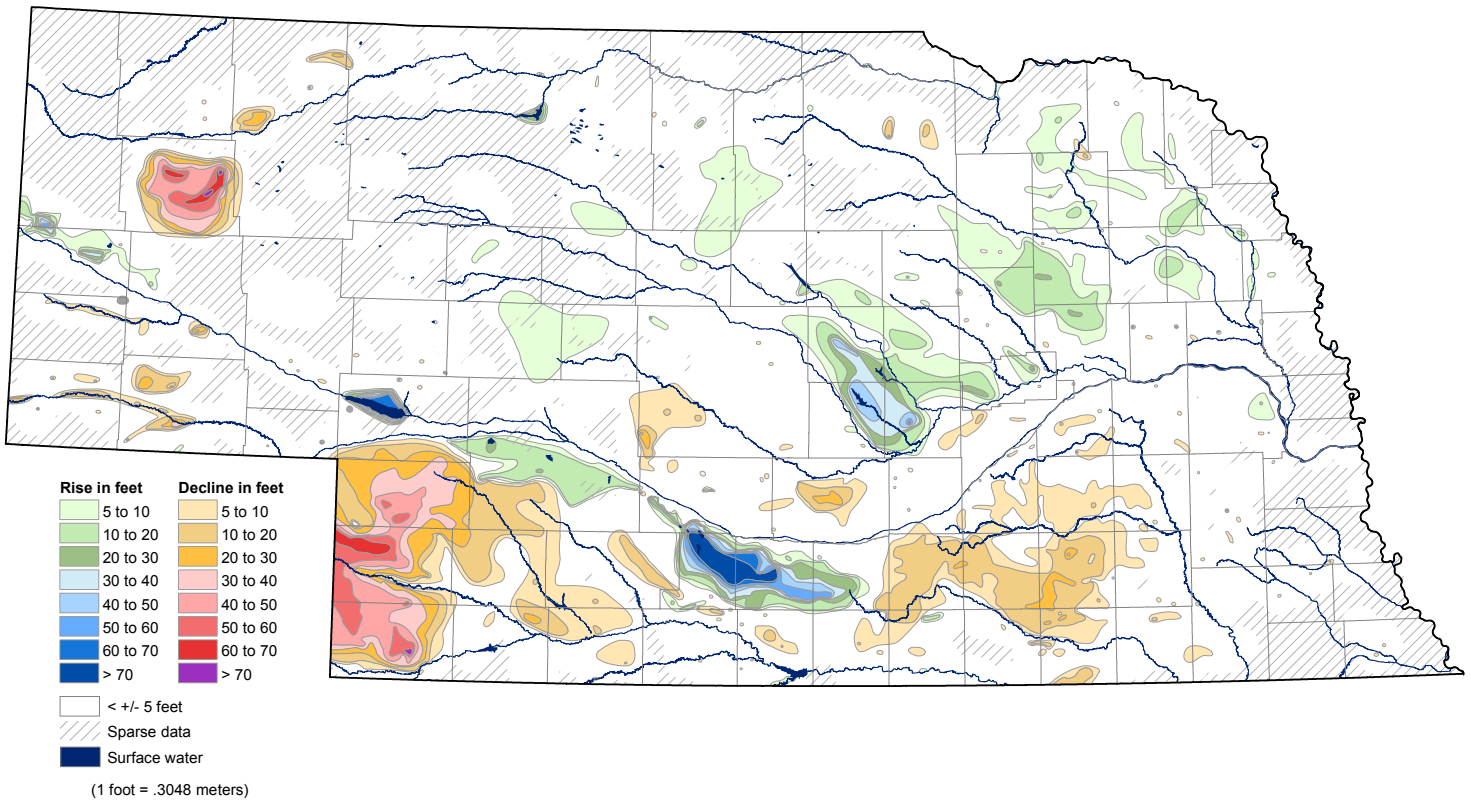 Rise in feet Decline in feet
5 to 10 5 to 10
10 to 20 10 to 20
20 to 30 20 to 30
30 to 40 30 to 40
40 to 50 40 to 50
50 to 60 50 to 60
60 to 70 60 to 70
> 70 > 70
< +/- 5 feet
Sparse data
Surface water
(1 foot = .3048 meters)